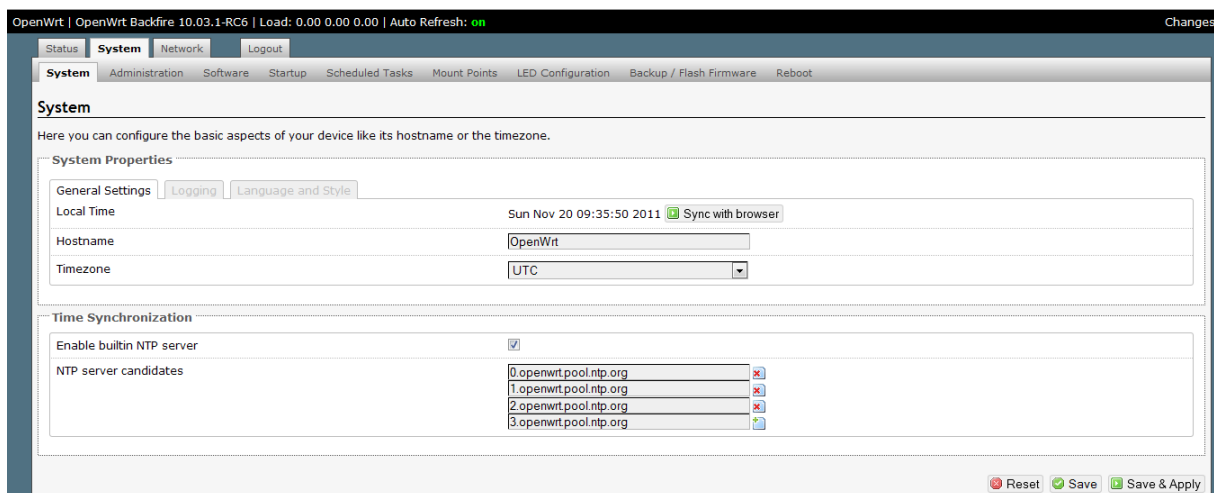 OpenWrt | OpenWrt Backfire 10.03.1-RC6 | Load: 0.00 0.00 0.00 | Auto Refresh: on Changes
Status System Network Logout
System Administration Software Startup Scheduled Tasks Mount Points LED Configuration Backup / Flash Firmware Reboot
System
Here you can configure the basic aspects of your device like its hostname or the timezone.
System Properties
General Settings Logging Language and Style
Local Time Sun Nov 20 09:35:50 2011 Sync with browser
Hostname OpenWrt
Timezone UTC
Time Synchronization
Enable builtin NTP server
NTP server candidates 0.openwrt.pool.ntp.org
1.openwrt.pool.ntp.org
2.openwrt.pool.ntp.org
3.openwrt.pool.ntp.org
Reset Save Save & Apply